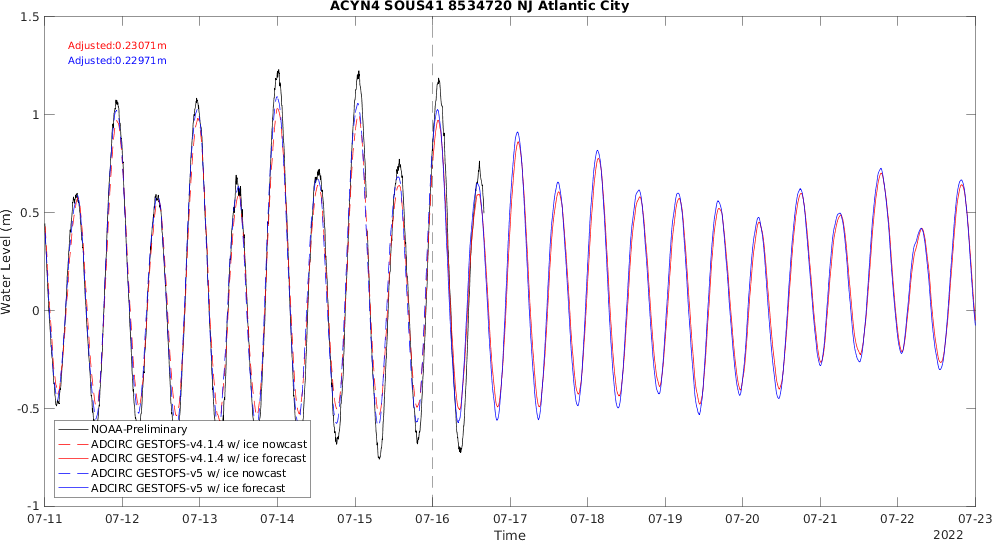 ACYN4 SOUS41 8534720 NJ Atlantic City
Adjusted:0.23071m
Adjusted:0.22971m
Water Level (m)
1.5
1
0.5
0
-0.5
-1
NOAA-Preliminary
ADCIRC GESTOFS-v4.1.4 w/ ice nowcast
ADCIRC GESTOFS-v4.1.4 w/ ice forecast
ADCIRC GESTOFS-v5 w/ ice nowcast
ADCIRC GESTOFS-v5 w/ ice forecast
07-11 07-12 07-13 07-14 07-15 07-16 07-17 07-18 07-19 07-20 07-21 07-22 07-23
Time
2022